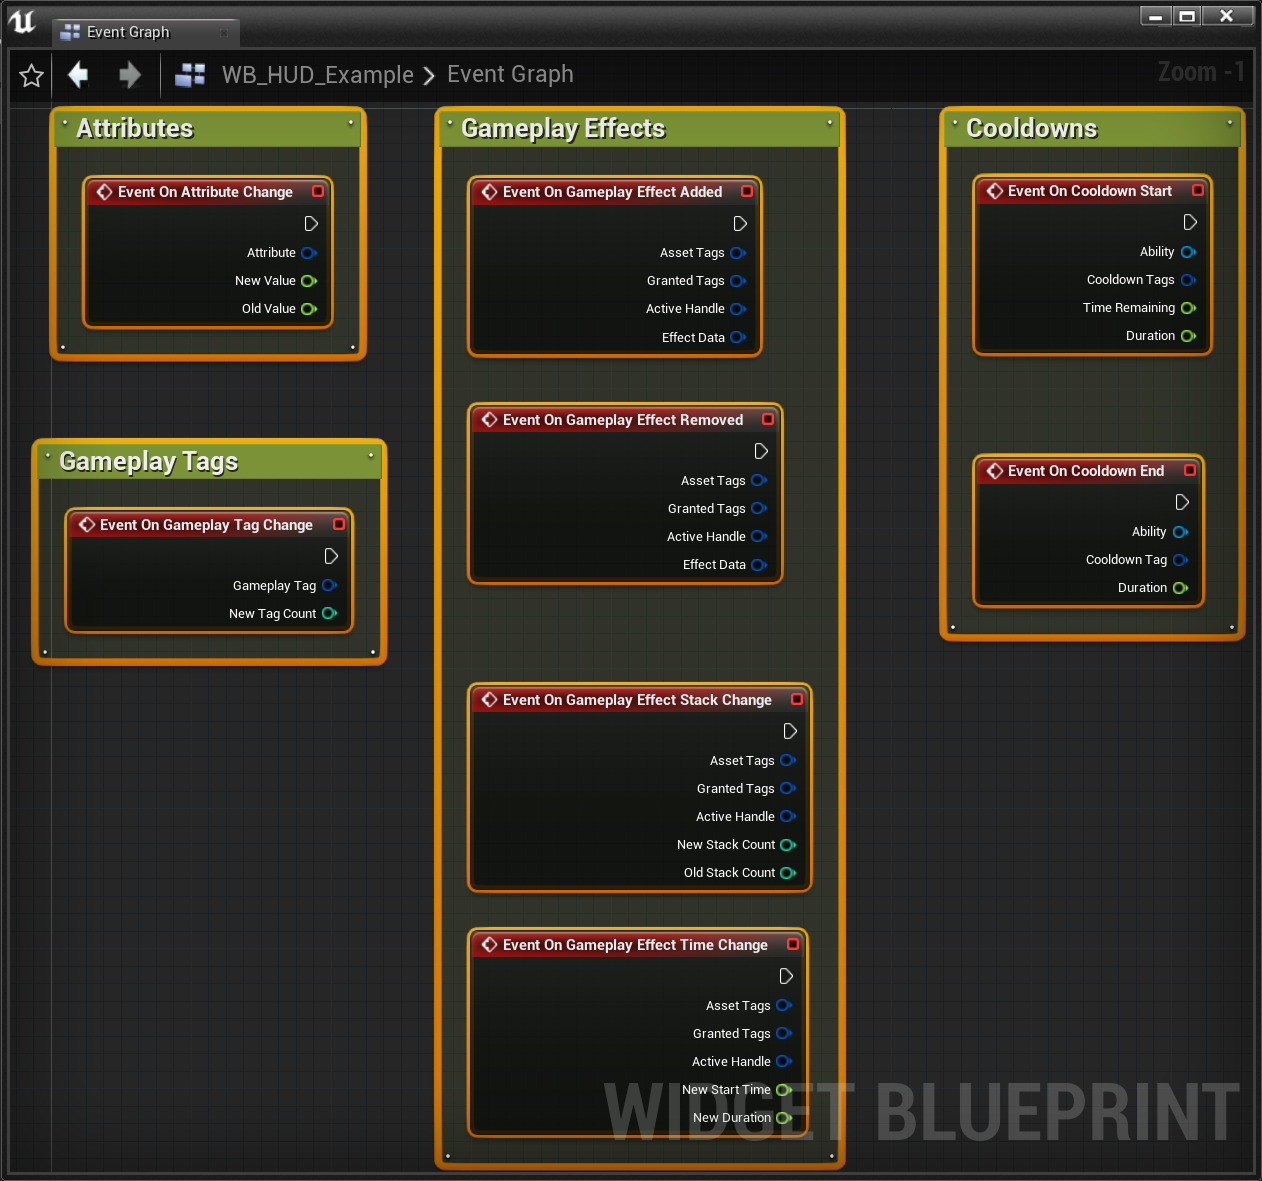 Event Graph
WB_HUD_Example
Event Graph
Zoom -1
Attributes
Event On Attribute Change
Attribute
New Value
Old Value
Gameplay Tags
Event On Gameplay Tag Change
Gameplay Tag
New Tag Count
Gameplay Effects
Event On Gameplay Effect Added
Asset Tags
Granted Tags
Active Handle
Effect Data
Event On Gameplay Effect Removed
Asset Tags
Granted Tags
Active Handle
Effect Data
Event On Gameplay Effect Stack Change
Asset Tags
Granted Tags
Active Handle
New Stack Count
Old Stack Count
Event On Gameplay Effect Time Change
Asset Tags
Granted Tags
Active Handle
New Start Time
New Duration
Cooldowns
Event On Cooldown Start
Ability
Cooldown Tags
Time Remaining
Duration
Event On Cooldown End
Ability
Cooldown Tag
Duration
WIDGET BLUEPRINT